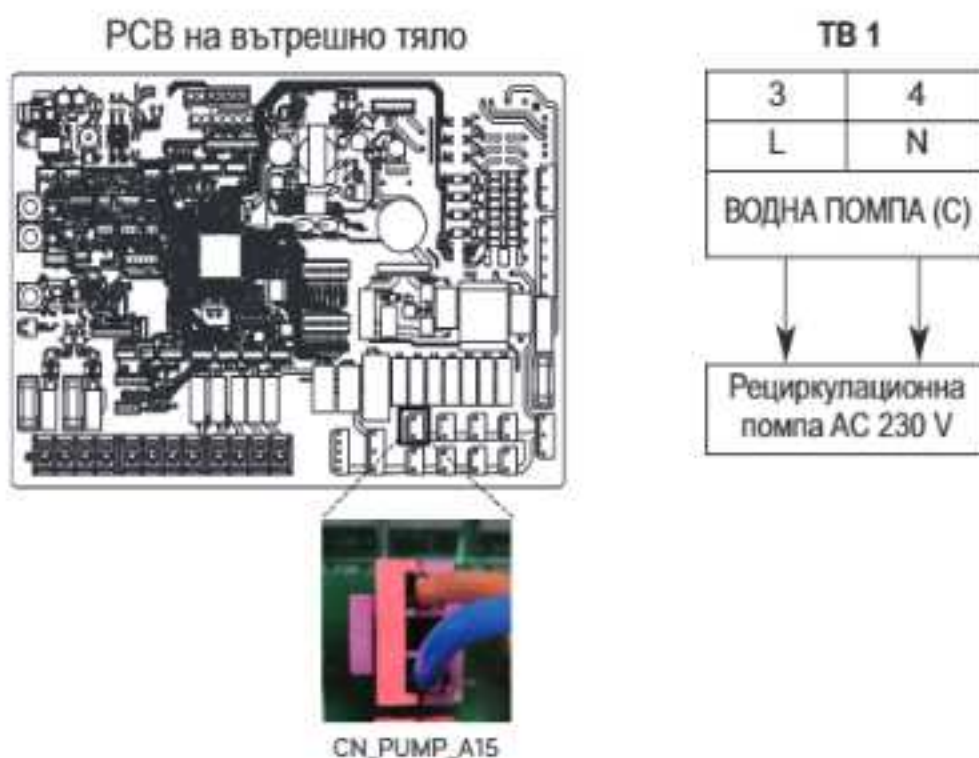 PCB на вътрешно тяло
TB 1
3 4
L N
ВОДНА ПОМПА (C)
Рециркулационна
помпа AC 230 V
CN_PUMP_A15